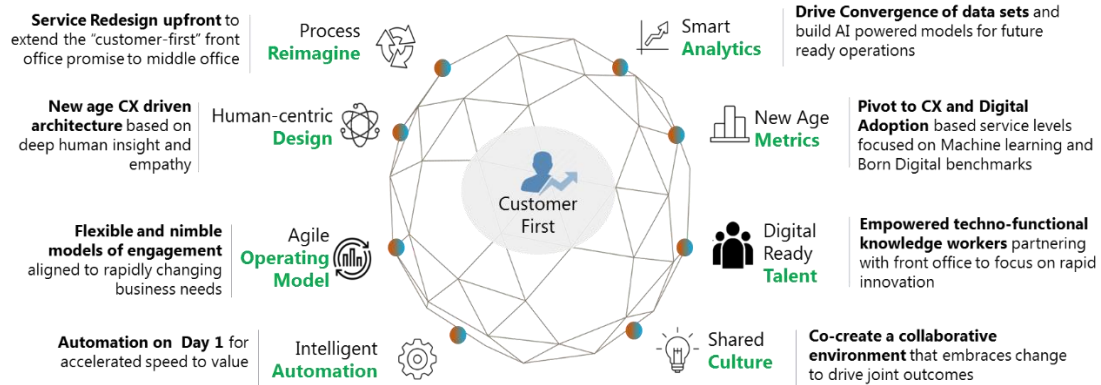 Service Redesign upfront to
extend the "customer-first" front
office promise to middle office
Process
Reimagine
Smart
Analytics
Drive Convergence of data sets and
build AI powered models for future
ready operations
New age CX driven
architecture based on
deep human insight and
empathy
Human-centric
Design
New Age
Metrics
Pivot to CX and Digital
Adoption based service levels
focused on Machine learning and
Born Digital benchmarks
Customer
First
Flexible and nimble
models of engagement
aligned to rapidly changing
business needs
Agile
Operating
Model
Digital
Ready
Talent
Empowered techno-functional
knowledge workers partnering
with front office to focus on rapid
innovation
Automation on Day 1 for
accelerated speed to value
Intelligent
Automation
Shared
Culture
Co-create a collaborative
environment that embraces change
to drive joint outcomes